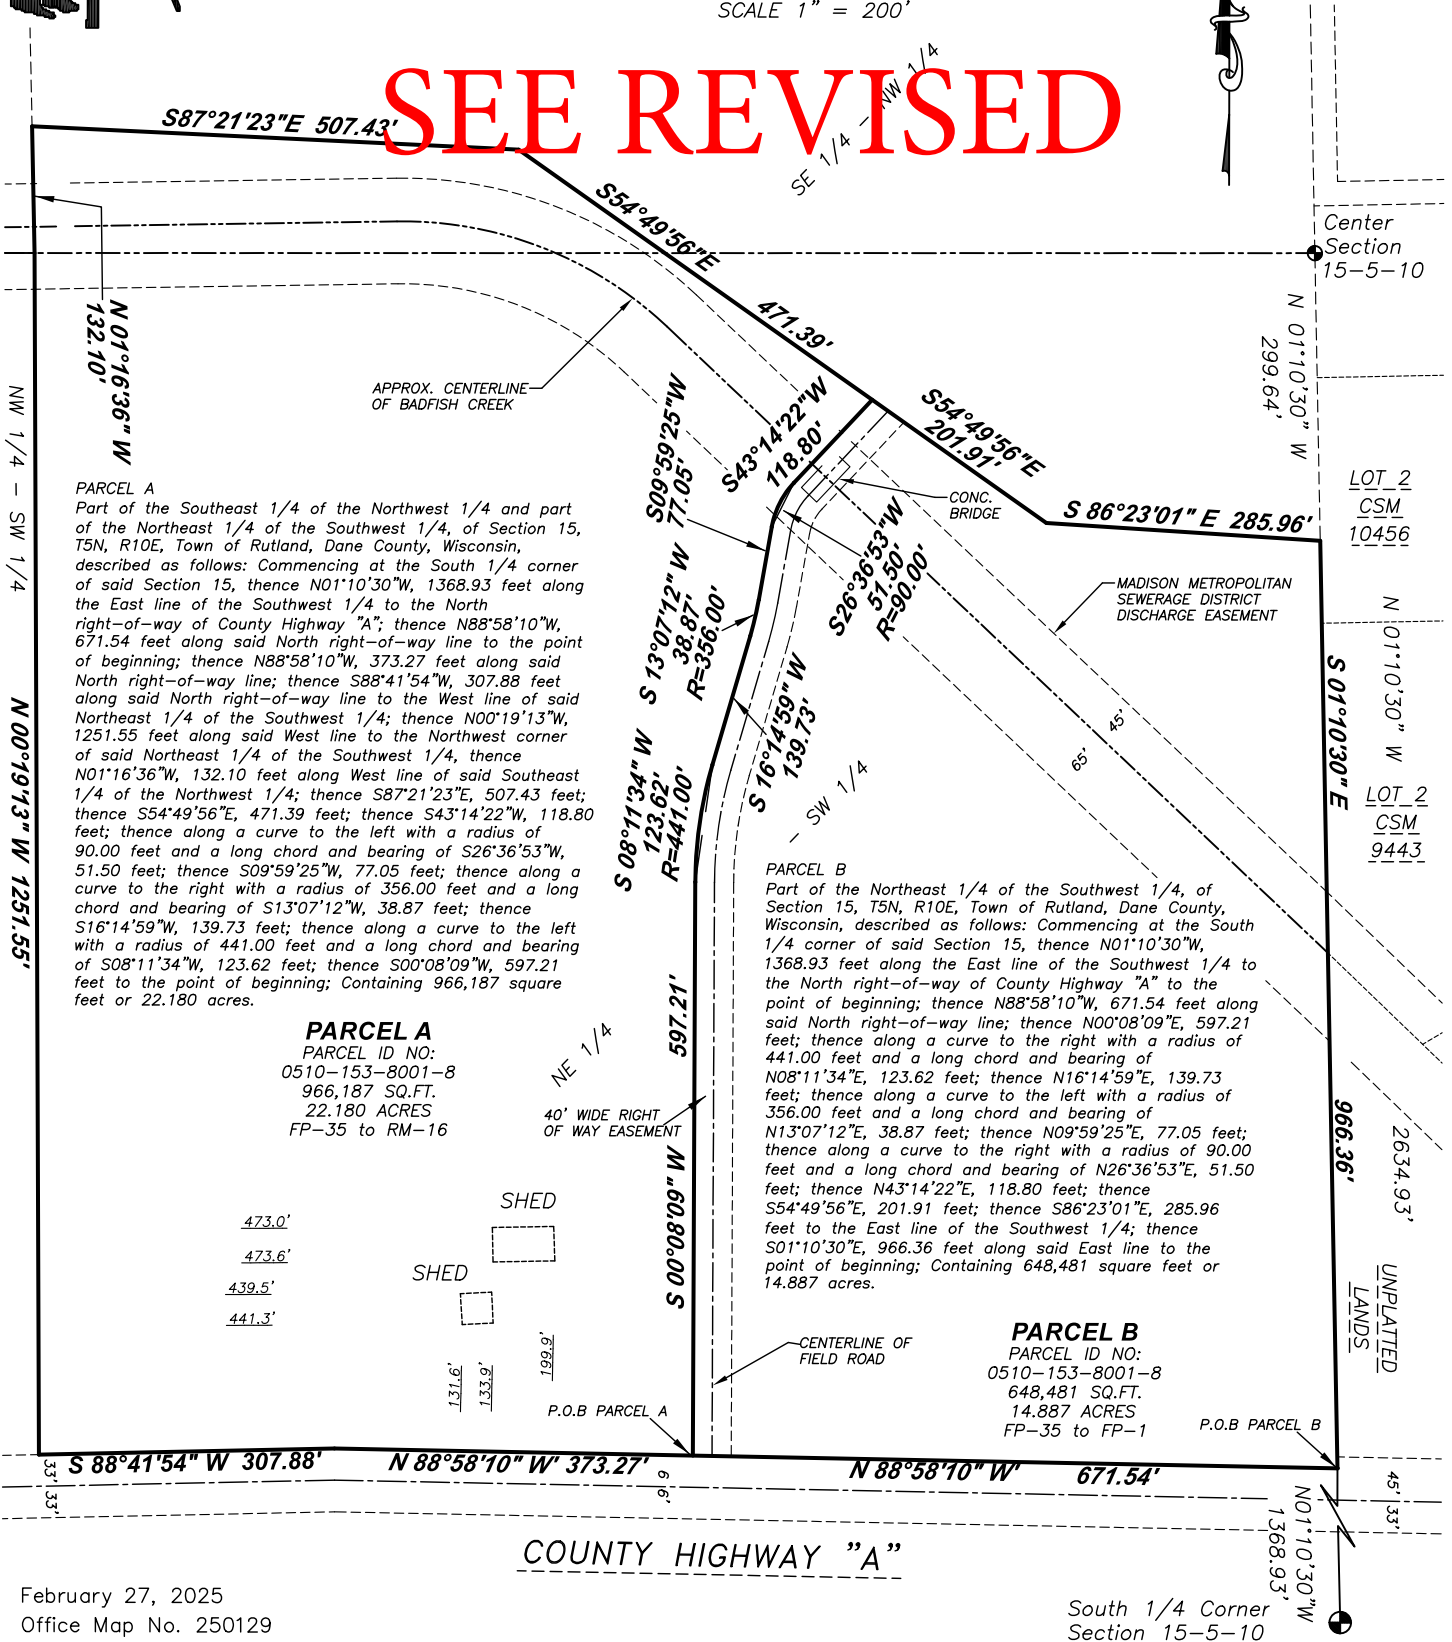 SCALE 1" = 200'
SEE REVISED
SE 1/4 – NW 1/4
S87°21'23"E 507.43'
S54°49'56"E
471.39'
Center
Section
15–5–10
N 01°10'30" W
299.64'
N 01°16'36" W
132.10'
APPROX. CENTERLINE
OF BADFISH CREEK
NW 1/4 – SW 1/4
S09°59'25"W
77.05'
S43°14'22"W
118.80'
S54°49'56"E
201.91'
CONC.
BRIDGE
S 86°23'01" E 285.96'
LOT 2
CSM
10456
S26°36'53"W
51.50'
R=90.00'
MADISON METROPOLITAN
SEWERAGE DISTRICT
DISCHARGE EASEMENT
PARCEL A
Part of the Southeast 1/4 of the Northwest 1/4 and part
of the Northeast 1/4 of the Southwest 1/4, of Section 15,
T5N, R10E, Town of Rutland, Dane County, Wisconsin,
described as follows: Commencing at the South 1/4 corner
of said Section 15, thence N01°10'30"W, 1368.93 feet along
the East line of the Southwest 1/4 to the North
right–of–way of County Highway "A"; thence N88°58'10"W,
671.54 feet along said North right–of–way line to the point
of beginning; thence N88°58'10"W, 373.27 feet along said
North right–of–way line; thence S88°41'54"W, 307.88 feet
along said North right–of–way line to the West line of said
Northeast 1/4 of the Southwest 1/4; thence N00°19'13"W,
1251.55 feet along said West line to the Northwest corner
of said Northeast 1/4 of the Southwest 1/4, thence
N01°16'36"W, 132.10 feet along West line of said Southeast
1/4 of the Northwest 1/4; thence S87°21'23"E, 507.43 feet;
thence S54°49'56"E, 471.39 feet; thence S43°14'22"W, 118.80
feet; thence along a curve to the left with a radius of
90.00 feet and a long chord and bearing of S26°36'53"W,
51.50 feet; thence S09°59'25"W, 77.05 feet; thence along a
curve to the right with a radius of 356.00 feet and a long
chord and bearing of S13°07'12"W, 38.87 feet; thence
S16°14'59"W, 139.73 feet; thence along a curve to the left
with a radius of 441.00 feet and a long chord and bearing
of S08°11'34"W, 123.62 feet; thence S00°08'09"W, 597.21
feet to the point of beginning; Containing 966,187 square
feet or 22.180 acres.
S 13°07'12" W
38.87'
R=356.00'
S 16°14'59" W
139.73'
S 08°11'34" W
123.62'
R=441.00'
45'
65'
N 01°10'30" W
S 01°10'30" E
LOT 2
CSM
9443
N 00°19'13" W 1251.55'
– SW 1/4
NE 1/4
PARCEL B
Part of the Northeast 1/4 of the Southwest 1/4, of
Section 15, T5N, R10E, Town of Rutland, Dane County,
Wisconsin, described as follows: Commencing at the South
1/4 corner of said Section 15, thence N01°10'30"W,
1368.93 feet along the East line of the Southwest 1/4 to
the North right–of–way of County Highway "A" to the
point of beginning; thence N88°58'10"W, 671.54 feet along
said North right–of–way line; thence N00°08'09"E, 597.21
feet; thence along a curve to the right with a radius of
441.00 feet and a long chord and bearing of
N08°11'34"E, 123.62 feet; thence N16°14'59"E, 139.73
feet; thence along a curve to the left with a radius of
356.00 feet and a long chord and bearing of
N13°07'12"E, 38.87 feet; thence N09°59'25"E, 77.05 feet;
thence along a curve to the right with a radius of 90.00
feet and a long chord and bearing of N26°36'53"E, 51.50
feet; thence N43°14'22"E, 118.80 feet; thence
S54°49'56"E, 201.91 feet; thence S86°23'01"E, 285.96
feet to the East line of the Southwest 1/4; thence
S01°10'30"E, 966.36 feet along said East line to the
point of beginning; Containing 648,481 square feet or
14.887 acres.
PARCEL A
PARCEL ID NO:
0510–153–8001–8
966,187 SQ.FT.
22.180 ACRES
FP–35 to RM–16
597.21'
S 00°08'09" W
40' WIDE RIGHT
OF WAY EASEMENT
966.36'
2634.93'
UNPLATTED
LANDS
SHED
SHED
473.0'
473.6'
439.5'
441.3'
131.6'
133.9'
199.9'
CENTERLINE OF
FIELD ROAD
PARCEL B
PARCEL ID NO:
0510–153–8001–8
648,481 SQ.FT.
14.887 ACRES
FP–35 to FP–1
P.O.B PARCEL A
P.O.B PARCEL B
S 88°41'54" W 307.88'
N 88°58'10" W' 373.27'
N 88°58'10" W' 671.54'
33' 33'
6 6'
45' 33'
N01°10'30"W
1368.93'
COUNTY HIGHWAY "A"
February 27, 2025
Office Map No. 250129
South 1/4 Corner
Section 15–5–10